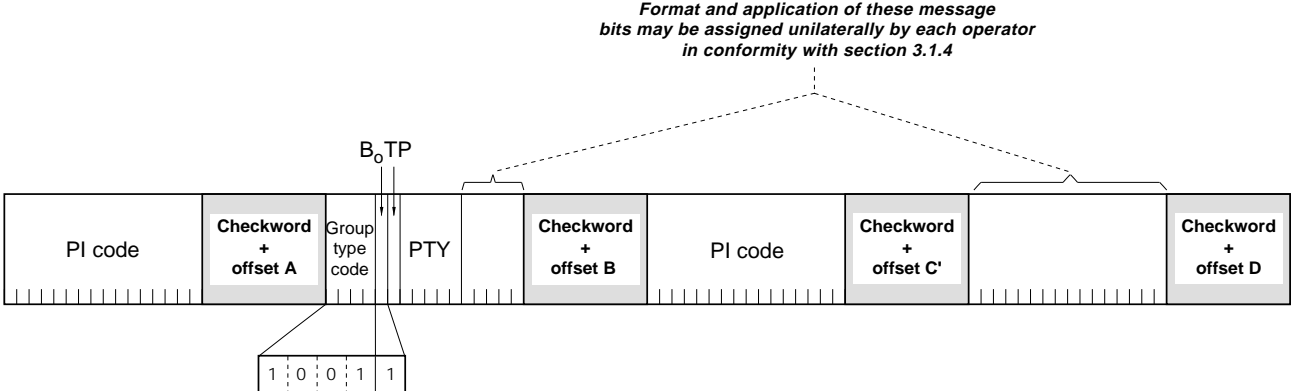 Format and application of these message
bits may be assigned unilaterally by each operator
in conformity with section 3.1.4
BoTP
PI code
Checkword
+
offset A
Group
type
code
PTY
Checkword
+
offset B
PI code
Checkword
+
offset C'
Checkword
+
offset D
1 0 0 1 1